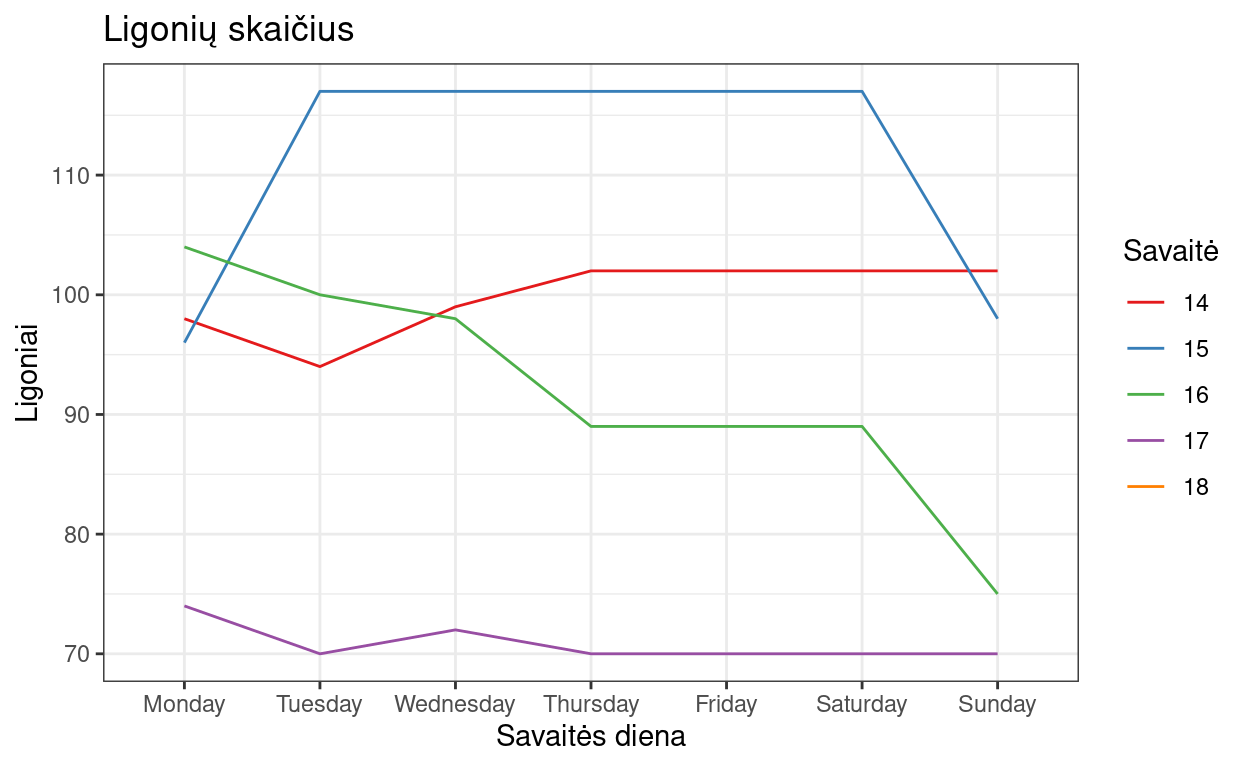 Ligonių skaičius
110
100
90
80
70
Ligoniai
Monday Tuesday Wednesday Thursday Friday Saturday Sunday
Savaitės diena
Savaitė
14
15
16
17
18